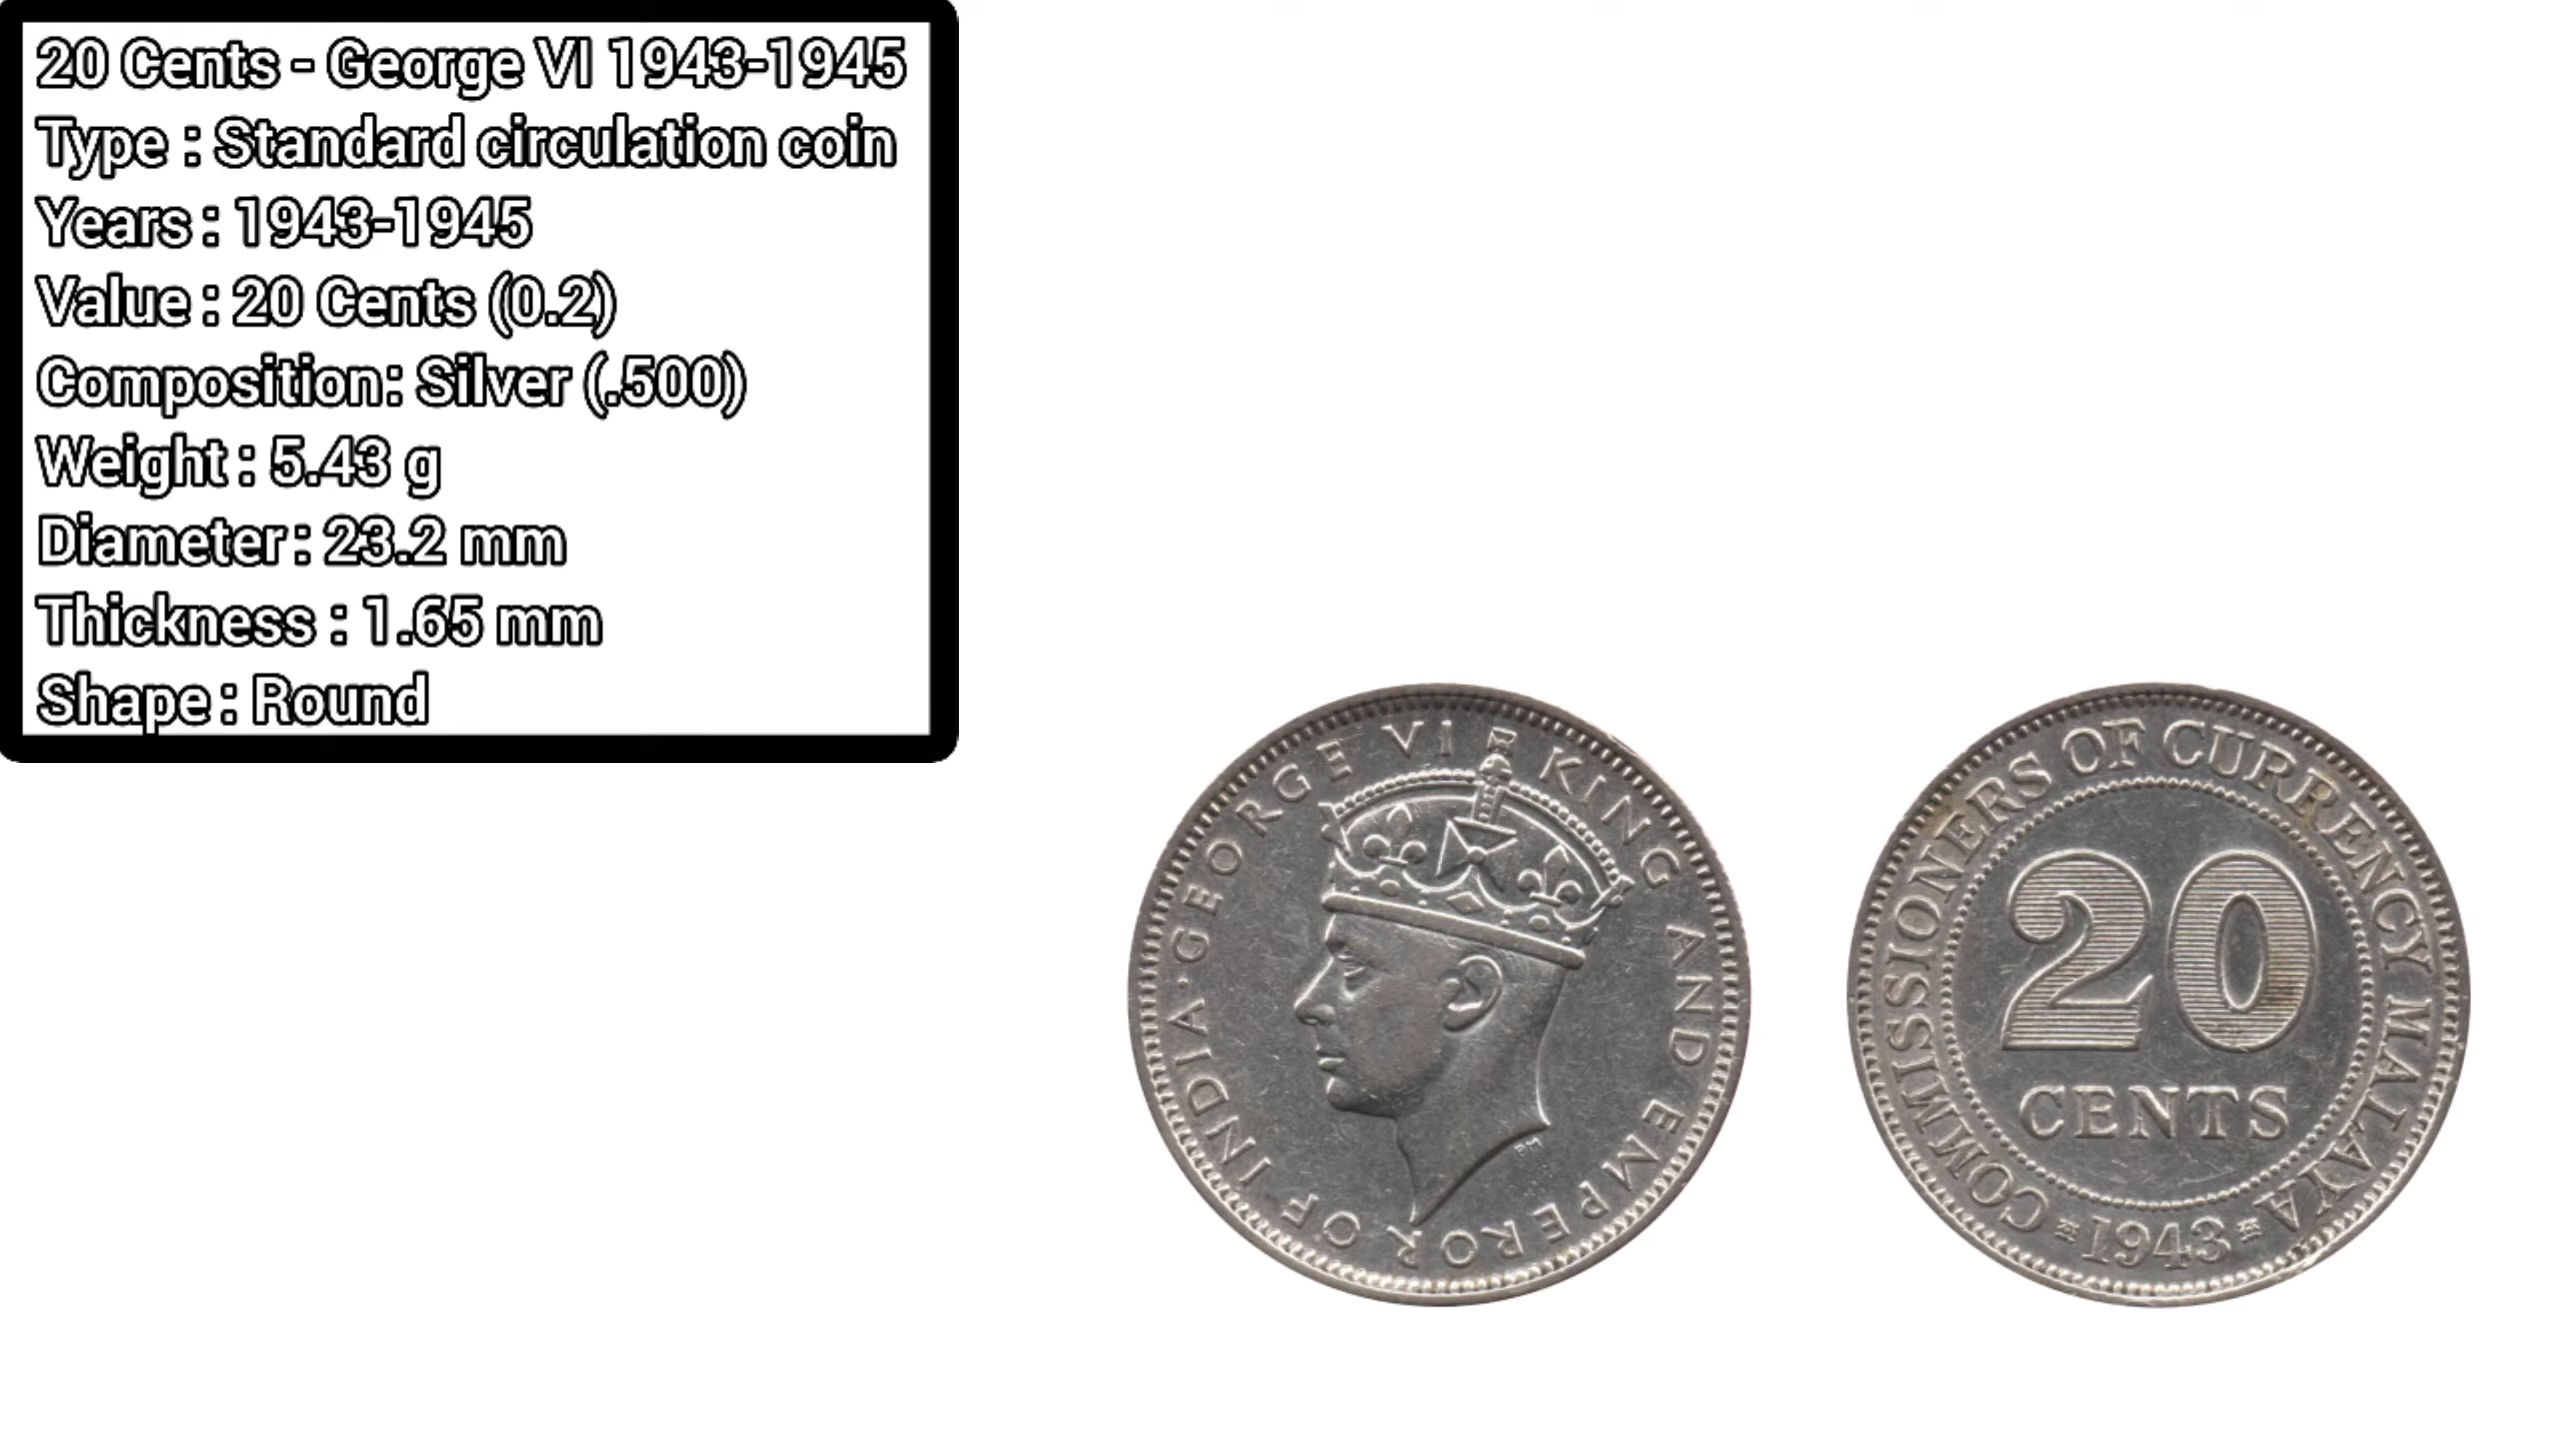 20 Cents - George VI 1943-1945
Type : Standard circulation coin
Years : 1943-1945
Value : 20 Cents (0.2)
Composition: Silver (.500)
Weight : 5.43 g
Diameter : 23.2 mm
Thickness : 1.65 mm
Shape : Round
GEORGE VI KING AND EMPEROR OF INDIA·
PM
COMMISSIONERS OF CURRENCY MALAYA
20
CENTS
1943